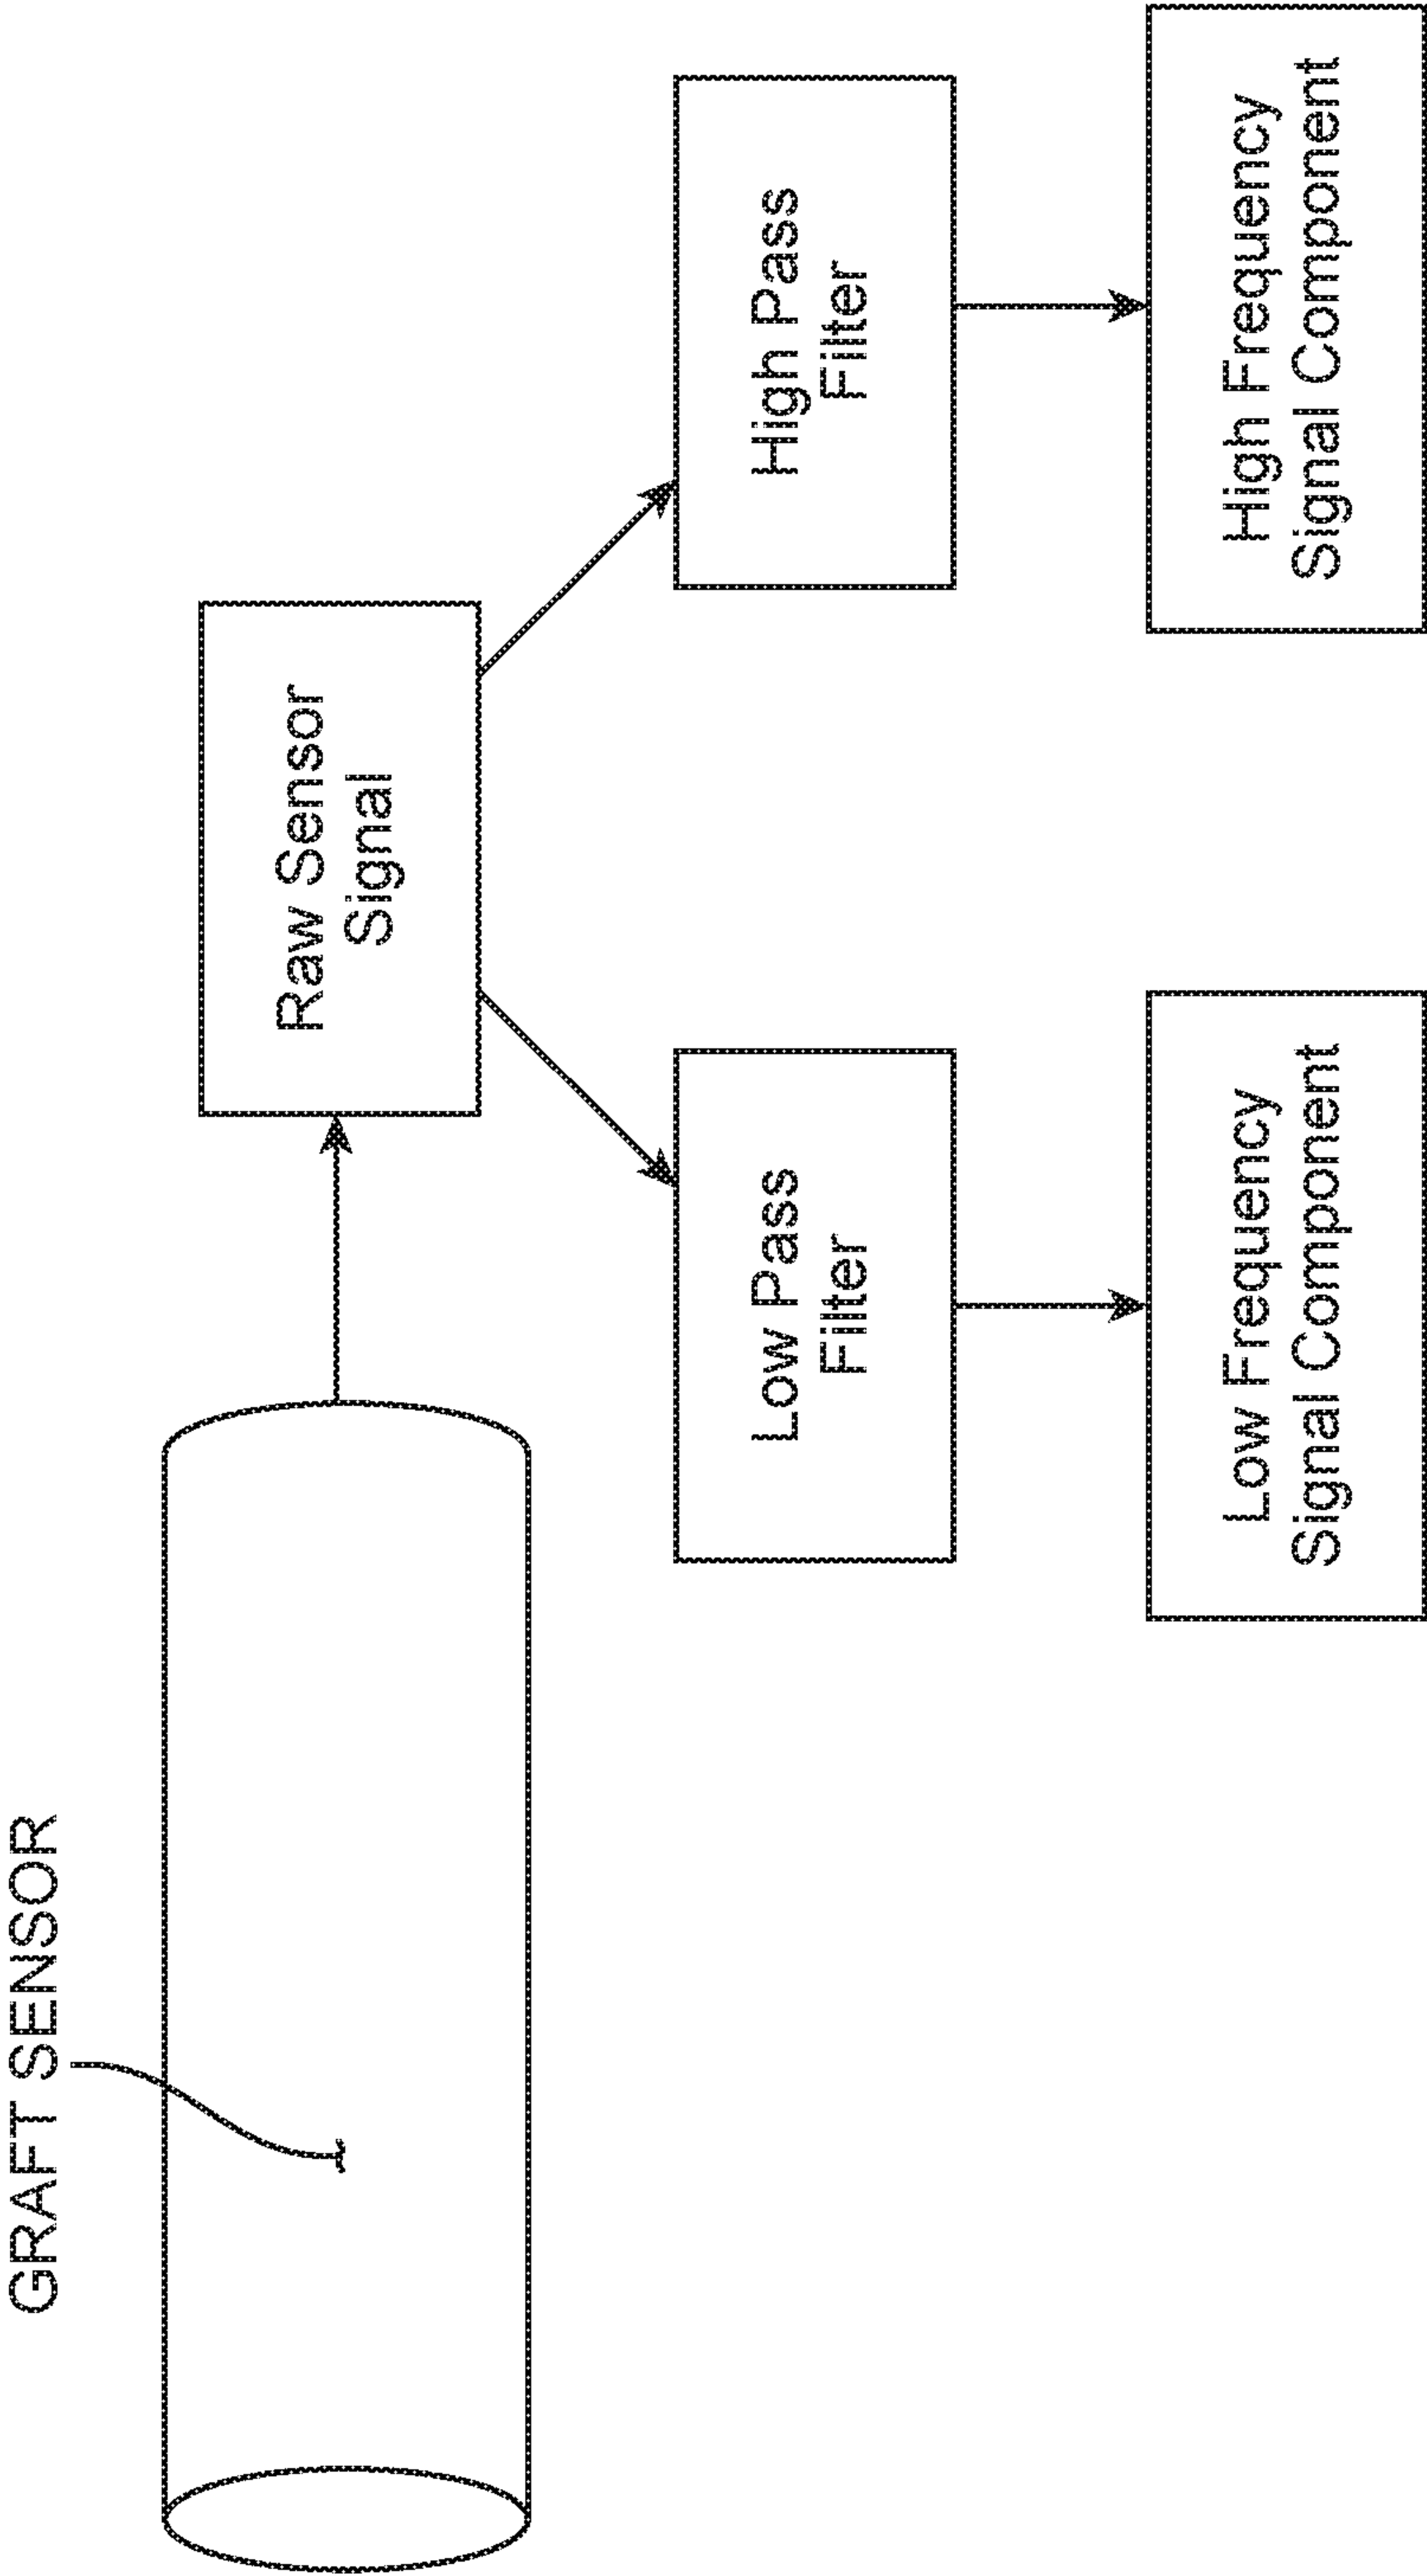 GRAFT SENSOR
Raw Sensor
Signal
Low Pass
Filter
High Pass
Filter
Low Frequency
Signal Component
High Frequency
Signal Component